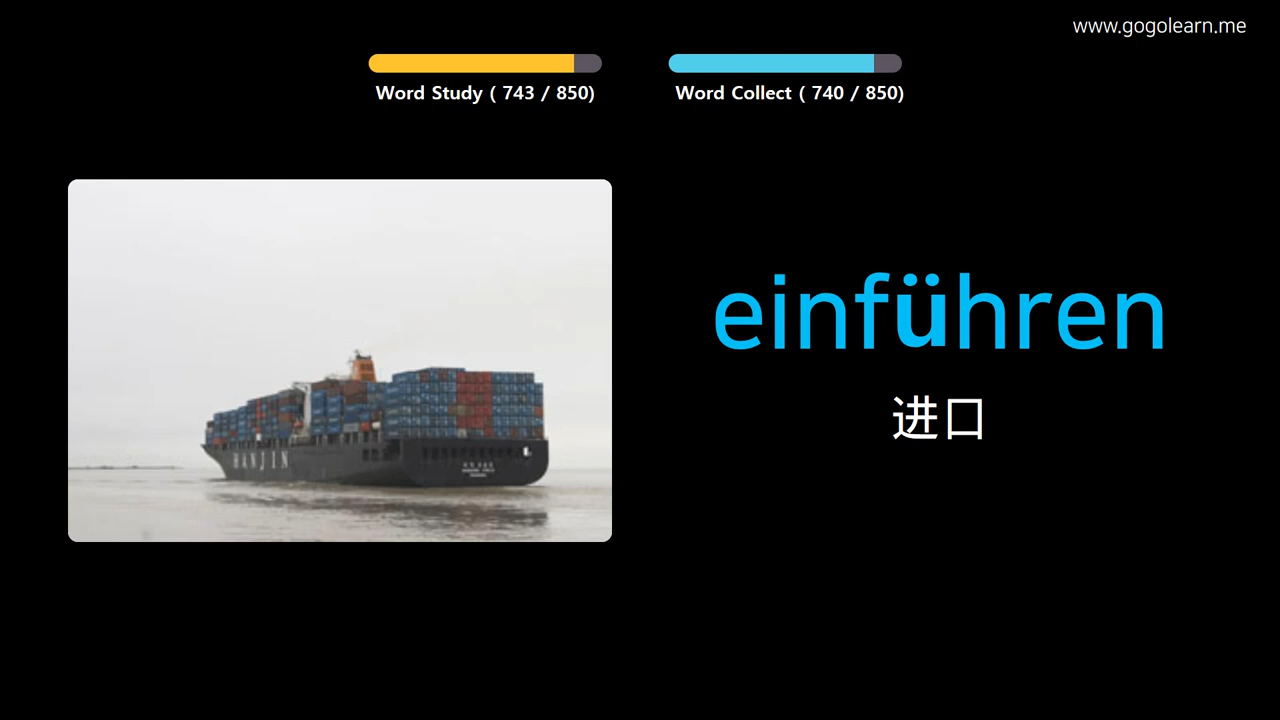 www.gogolearn.me
Word Study ( 743 / 850)
Word Collect ( 740 / 850)
einführen
进口
HANJIN